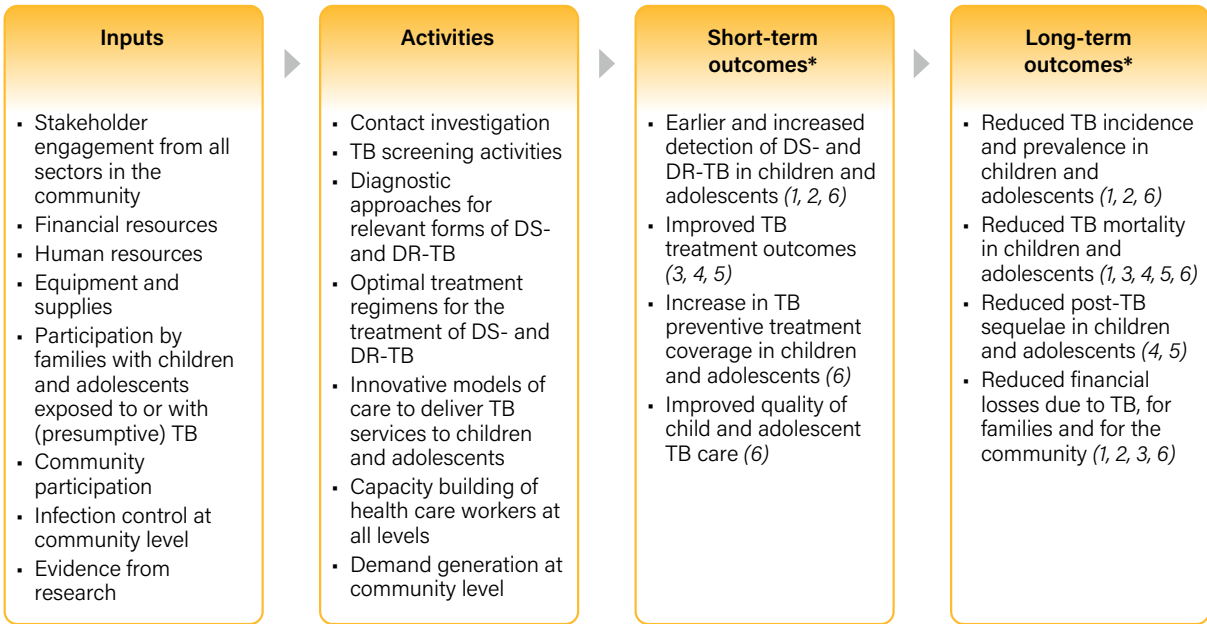 Inputs
▪ Stakeholder
engagement from all
sectors in the
community
▪ Financial resources
▪ Human resources
▪ Equipment and
supplies
▪ Participation by
families with children
and adolescents
exposed to or with
(presumptive) TB
▪ Community
participation
▪ Infection control at
community level
▪ Evidence from
research
Activities
▪ Contact investigation
▪ TB screening activities
▪ Diagnostic
approaches for
relevant forms of DS-
and DR-TB
▪ Optimal treatment
regimens for the
treatment of DS- and
DR-TB
▪ Innovative models of
care to deliver TB
services to children
and adolescents
▪ Capacity building of
health care workers at
all levels
▪ Demand generation at
community level
Short-term
outcomes*
▪ Earlier and increased
detection of DS- and
DR-TB in children and
adolescents (1, 2, 6)
▪ Improved TB
treatment outcomes
(3, 4, 5)
▪ Increase in TB
preventive treatment
coverage in children
and adolescents (6)
▪ Improved quality of
child and adolescent
TB care (6)
Long-term
outcomes*
▪ Reduced TB incidence
and prevalence in
children and
adolescents (1, 2, 6)
▪ Reduced TB mortality
in children and
adolescents (1, 3, 4, 5, 6)
▪ Reduced post-TB
sequelae in children
and adolescents (4, 5)
▪ Reduced financial
losses due to TB, for
families and for the
community (1, 2, 3, 6)